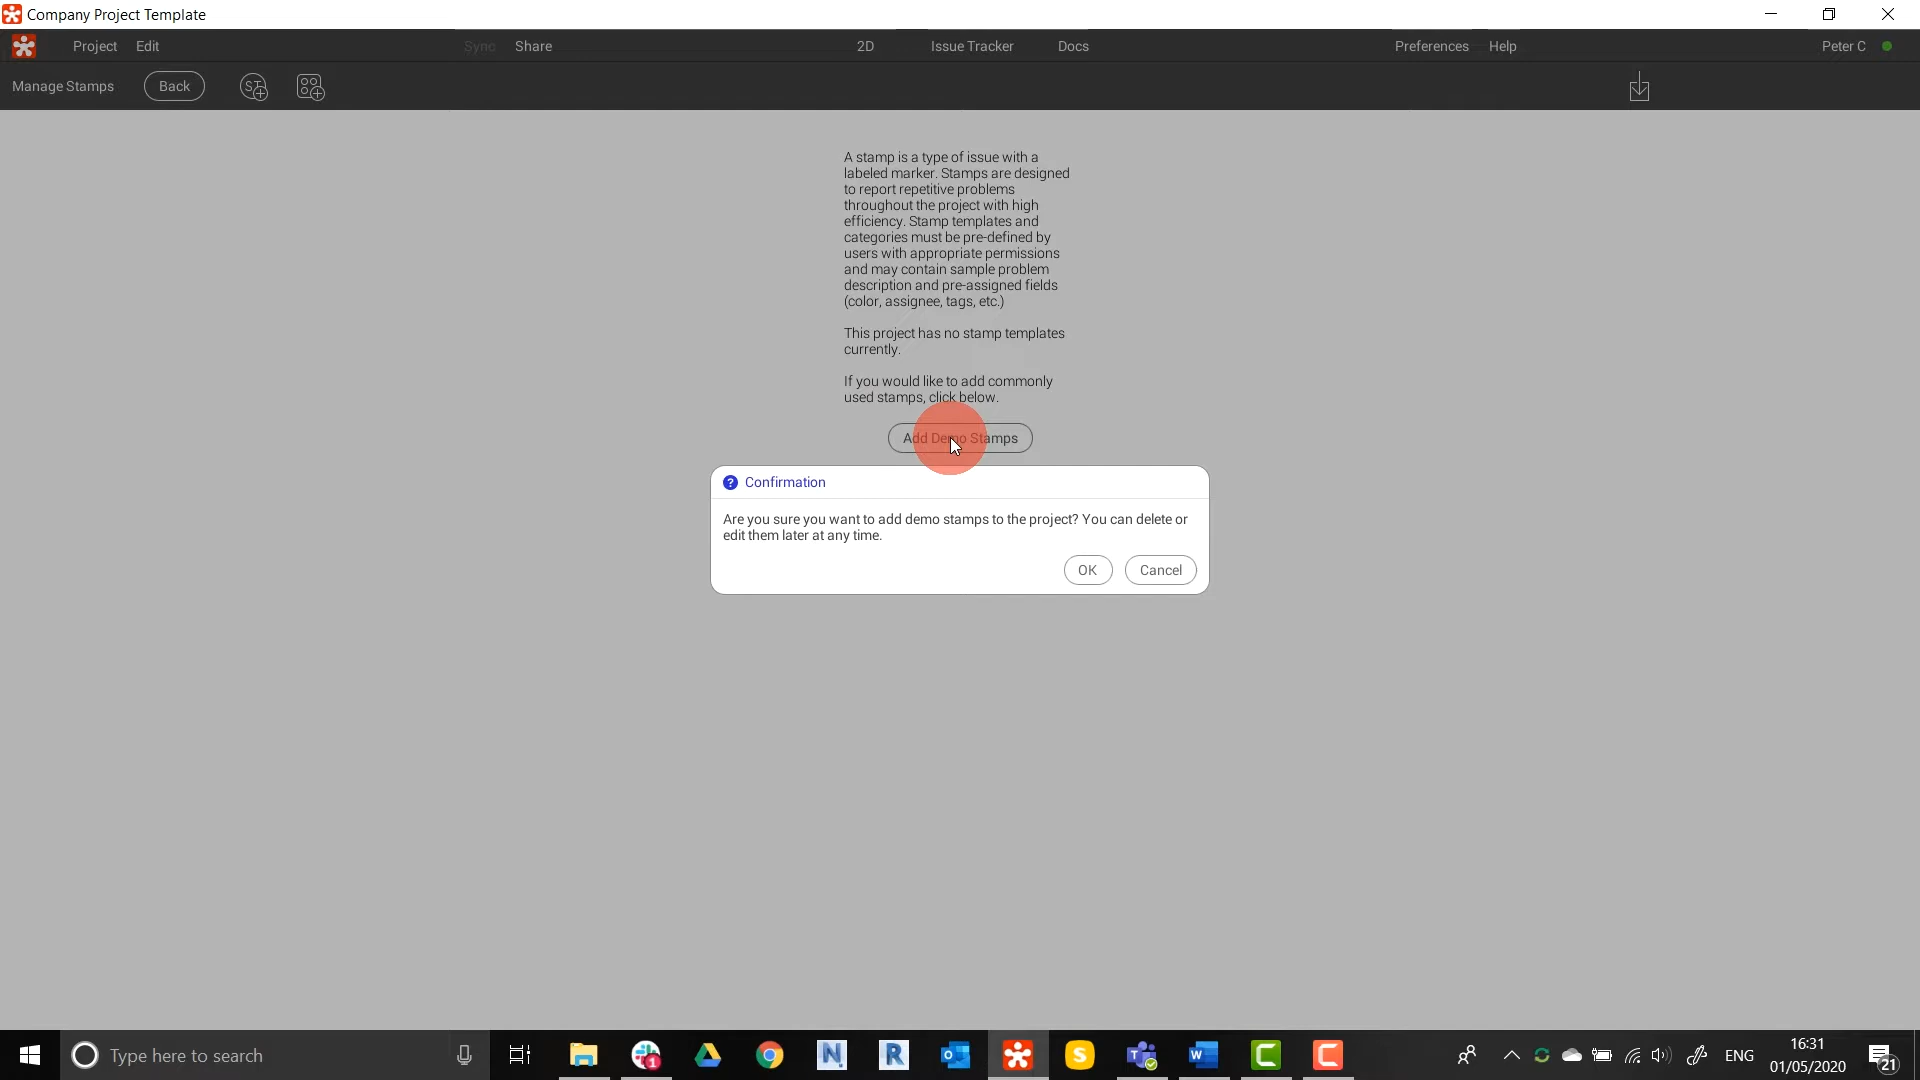 Company Project Template
Project Edit Sync Share 2D Issue Tracker Docs Preferences Help Peter C
Manage Stamps Back ST
A stamp is a type of issue with a
labeled marker. Stamps are designed
to report repetitive problems
throughout the project with high
efficiency. Stamp templates and
categories must be pre-defined by
users with appropriate permissions
and may contain sample problem
description and pre-assigned fields
(color, assignee, tags, etc.)
This project has no stamp templates
currently.
If you would like to add commonly
used stamps, click below.
Add Demo Stamps
? Confirmation
Are you sure you want to add demo stamps to the project? You can delete or
edit them later at any time.
OK Cancel
Type here to search 1 N R S ENG 16:31
01/05/2020 21